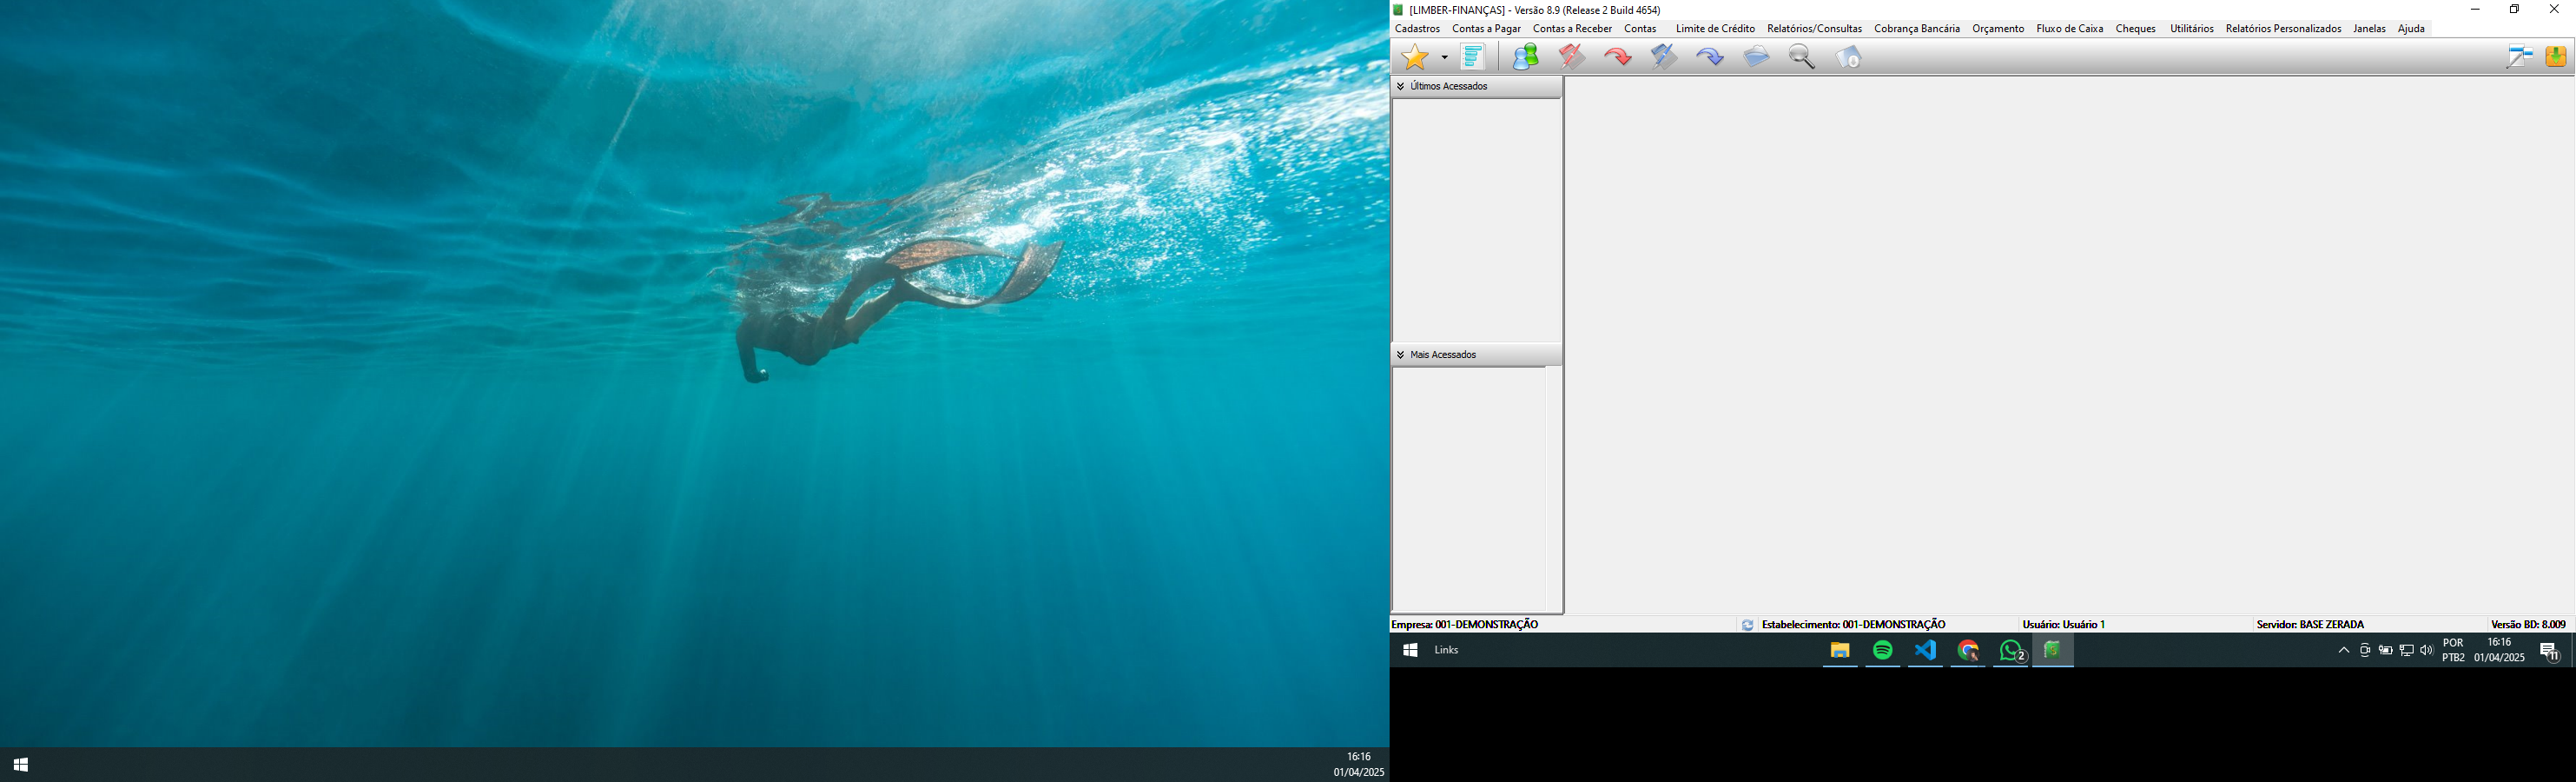 [LIMBER-FINANÇAS] - Versão 8.9 (Release 2 Build 4654)
Cadastros Contas a Pagar Contas a Receber Contas Limite de Crédito Relatórios/Consultas Cobrança Bancária Orçamento Fluxo de Caixa Cheques Utilitários Relatórios Personalizados Janelas Ajuda
Últimos Acessados
Mais Acessados
Empresa: 001-DEMONSTRAÇÃO Estabelecimento: 001-DEMONSTRAÇÃO Usuário: Usuário 1 Servidor: BASE ZERADA Versão BD: 8.009
Links
2
POR
PTB2
16:16
01/04/2025
11
16:16
01/04/2025